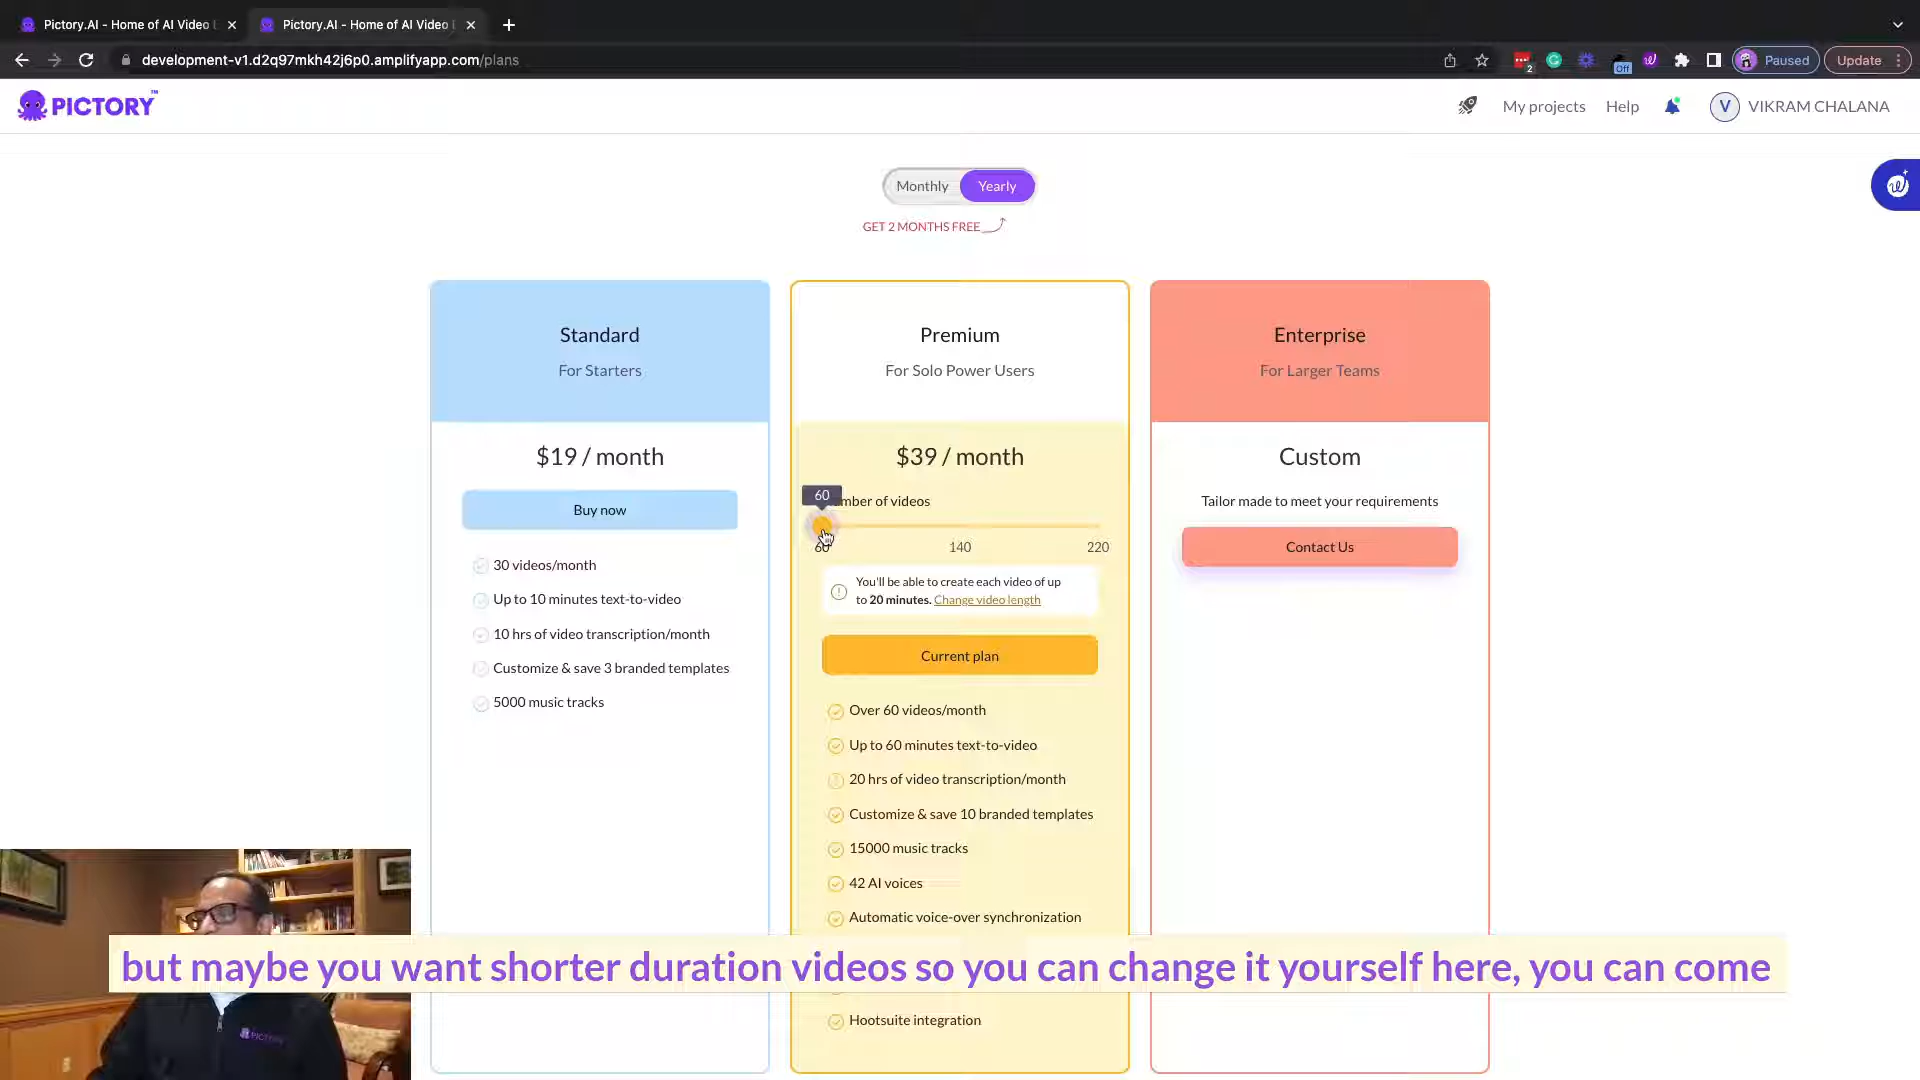 Pictory.AI - Home of AI Video
Pictory.AI - Home of AI Video
development-v1.d2q97mkh42j6p0.amplifyapp.com/plans
2
Off
Paused
Update
PICTORY™
My projects
Help
V
VIKRAM CHALANA
Monthly
Yearly
GET 2 MONTHS FREE
Standard
For Starters
$19 / month
Buy now
30 videos/month
Up to 10 minutes text-to-video
10 hrs of video transcription/month
Customize & save 3 branded templates
5000 music tracks
Premium
For Solo Power Users
$39 / month
60
mber of videos
60
140
220
You'll be able to create each video of up
to 20 minutes. Change video length
Current plan
Over 60 videos/month
Up to 60 minutes text-to-video
20 hrs of video transcription/month
Customize & save 10 branded templates
15000 music tracks
42 AI voices
Automatic voice-over synchronization
Hootsuite integration
Enterprise
For Larger Teams
Custom
Tailor made to meet your requirements
Contact Us
but maybe you want shorter duration videos so you can change it yourself here, you can come
PICTORY